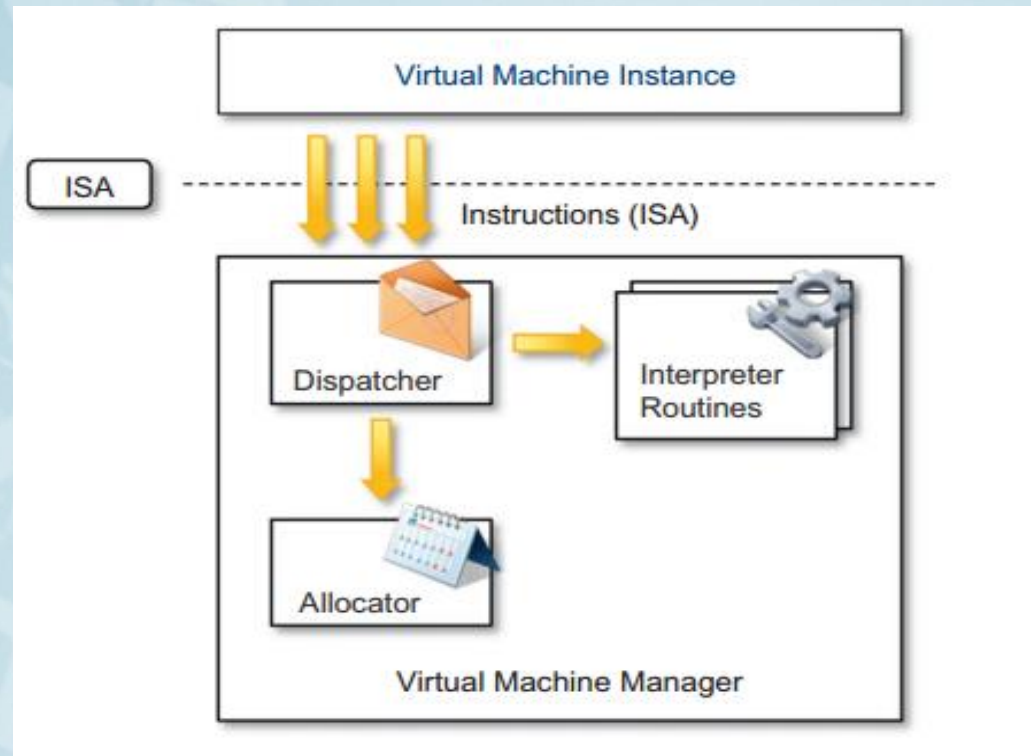 Virtual Machine Instance
ISA
Instructions (ISA)
Dispatcher
Interpreter
Routines
Allocator
Virtual Machine Manager